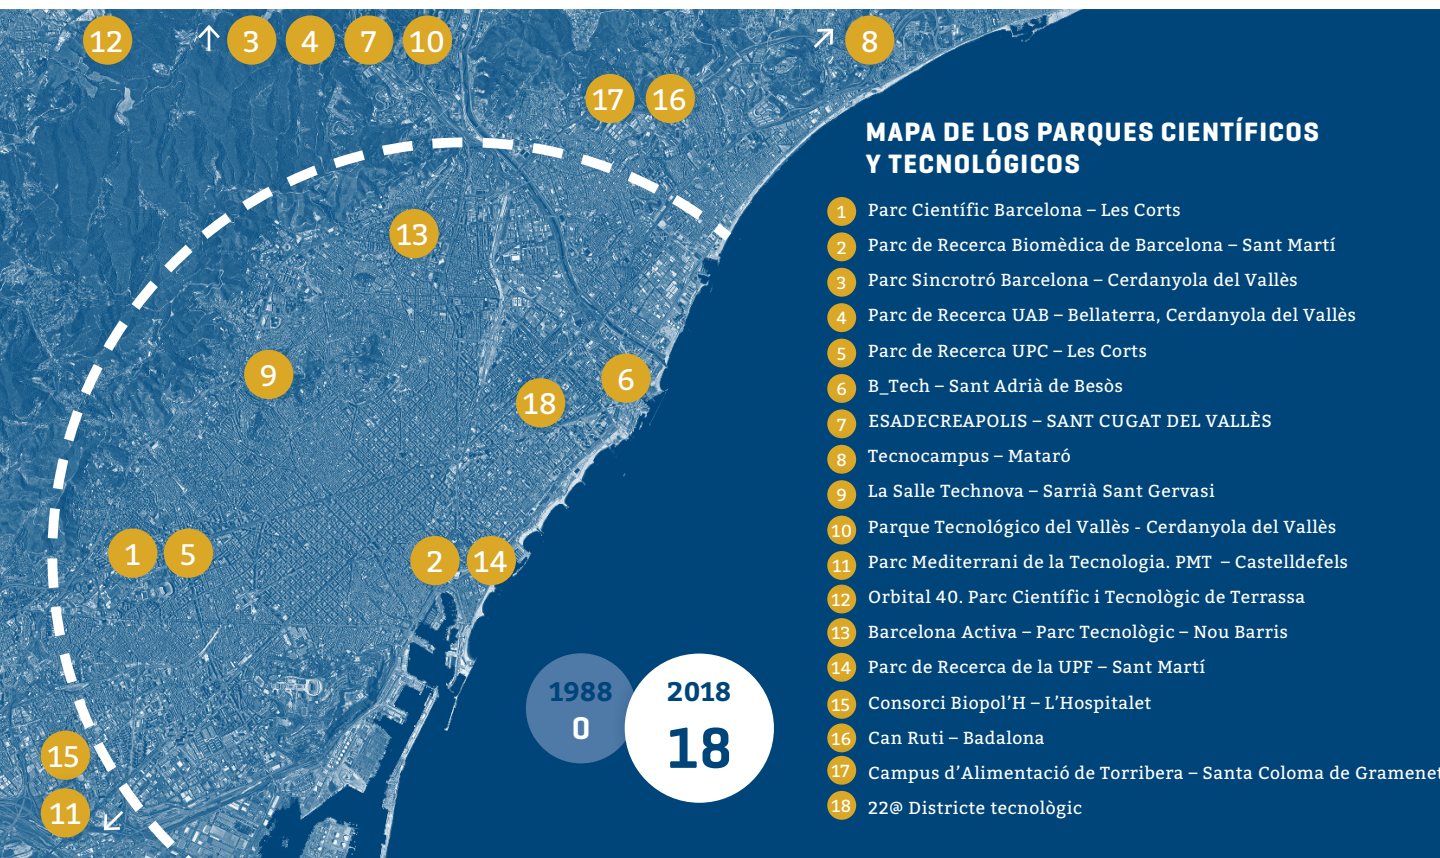 12
3
4
7
10
8
17
16
13
9
18
6
1
5
2
14
15
11
1988
0
2018
18
MAPA DE LOS PARQUES CIENTÍFICOS
Y TECNOLÓGICOS
1 Parc Científic Barcelona – Les Corts
2 Parc de Recerca Biomèdica de Barcelona – Sant Martí
3 Parc Sincrotró Barcelona – Cerdanyola del Vallès
4 Parc de Recerca UAB – Bellaterra, Cerdanyola del Vallès
5 Parc de Recerca UPC – Les Corts
6 B_Tech – Sant Adrià de Besòs
7 ESADECREAPOLIS – SANT CUGAT DEL VALLÈS
8 Tecnocampus – Mataró
9 La Salle Technova – Sarrià Sant Gervasi
10 Parque Tecnológico del Vallès - Cerdanyola del Vallès
11 Parc Mediterrani de la Tecnologia. PMT – Castelldefels
12 Orbital 40. Parc Científic i Tecnològic de Terrassa
13 Barcelona Activa – Parc Tecnològic – Nou Barris
14 Parc de Recerca de la UPF – Sant Martí
15 Consorci Biopol'H – L'Hospitalet
16 Can Ruti – Badalona
17 Campus d'Alimentació de Torribera – Santa Coloma de Gramenet
18 22@ Districte tecnològic